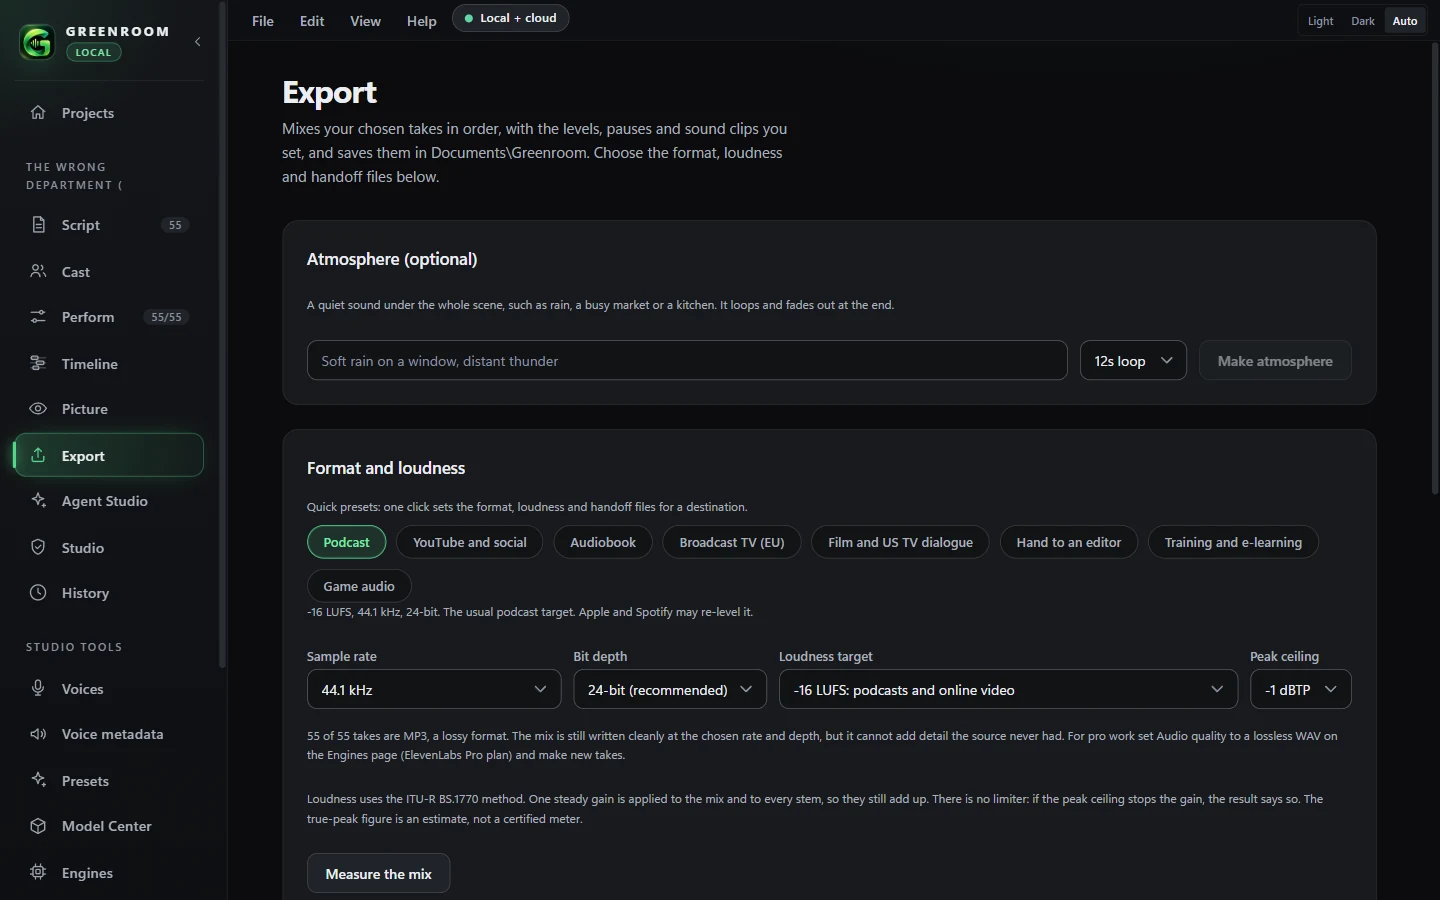 GREENROOM
LOCAL
File Edit View Help Local + cloud
Light Dark Auto
Projects
THE WRONG
DEPARTMENT (
Script 55
Cast
Perform 55/55
Timeline
Picture
Export
Agent Studio
Studio
History
STUDIO TOOLS
Voices
Voice metadata
Presets
Model Center
Engines
Export
Mixes your chosen takes in order, with the levels, pauses and sound clips you
set, and saves them in Documents\Greenroom. Choose the format, loudness
and handoff files below.
Atmosphere (optional)
A quiet sound under the whole scene, such as rain, a busy market or a kitchen. It loops and fades out at the end.
Soft rain on a window, distant thunder 12s loop Make atmosphere
Format and loudness
Quick presets: one click sets the format, loudness and handoff files for a destination.
Podcast YouTube and social Audiobook Broadcast TV (EU) Film and US TV dialogue Hand to an editor Training and e-learning
Game audio
-16 LUFS, 44.1 kHz, 24-bit. The usual podcast target. Apple and Spotify may re-level it.
Sample rate Bit depth Loudness target Peak ceiling
44.1 kHz 24-bit (recommended) -16 LUFS: podcasts and online video -1 dBTP
55 of 55 takes are MP3, a lossy format. The mix is still written cleanly at the chosen rate and depth, but it cannot add detail the source never had. For pro work set Audio quality to a lossless WAV on
the Engines page (ElevenLabs Pro plan) and make new takes.
Loudness uses the ITU-R BS.1770 method. One steady gain is applied to the mix and to every stem, so they still add up. There is no limiter: if the peak ceiling stops the gain, the result says so. The
true-peak figure is an estimate, not a certified meter.
Measure the mix